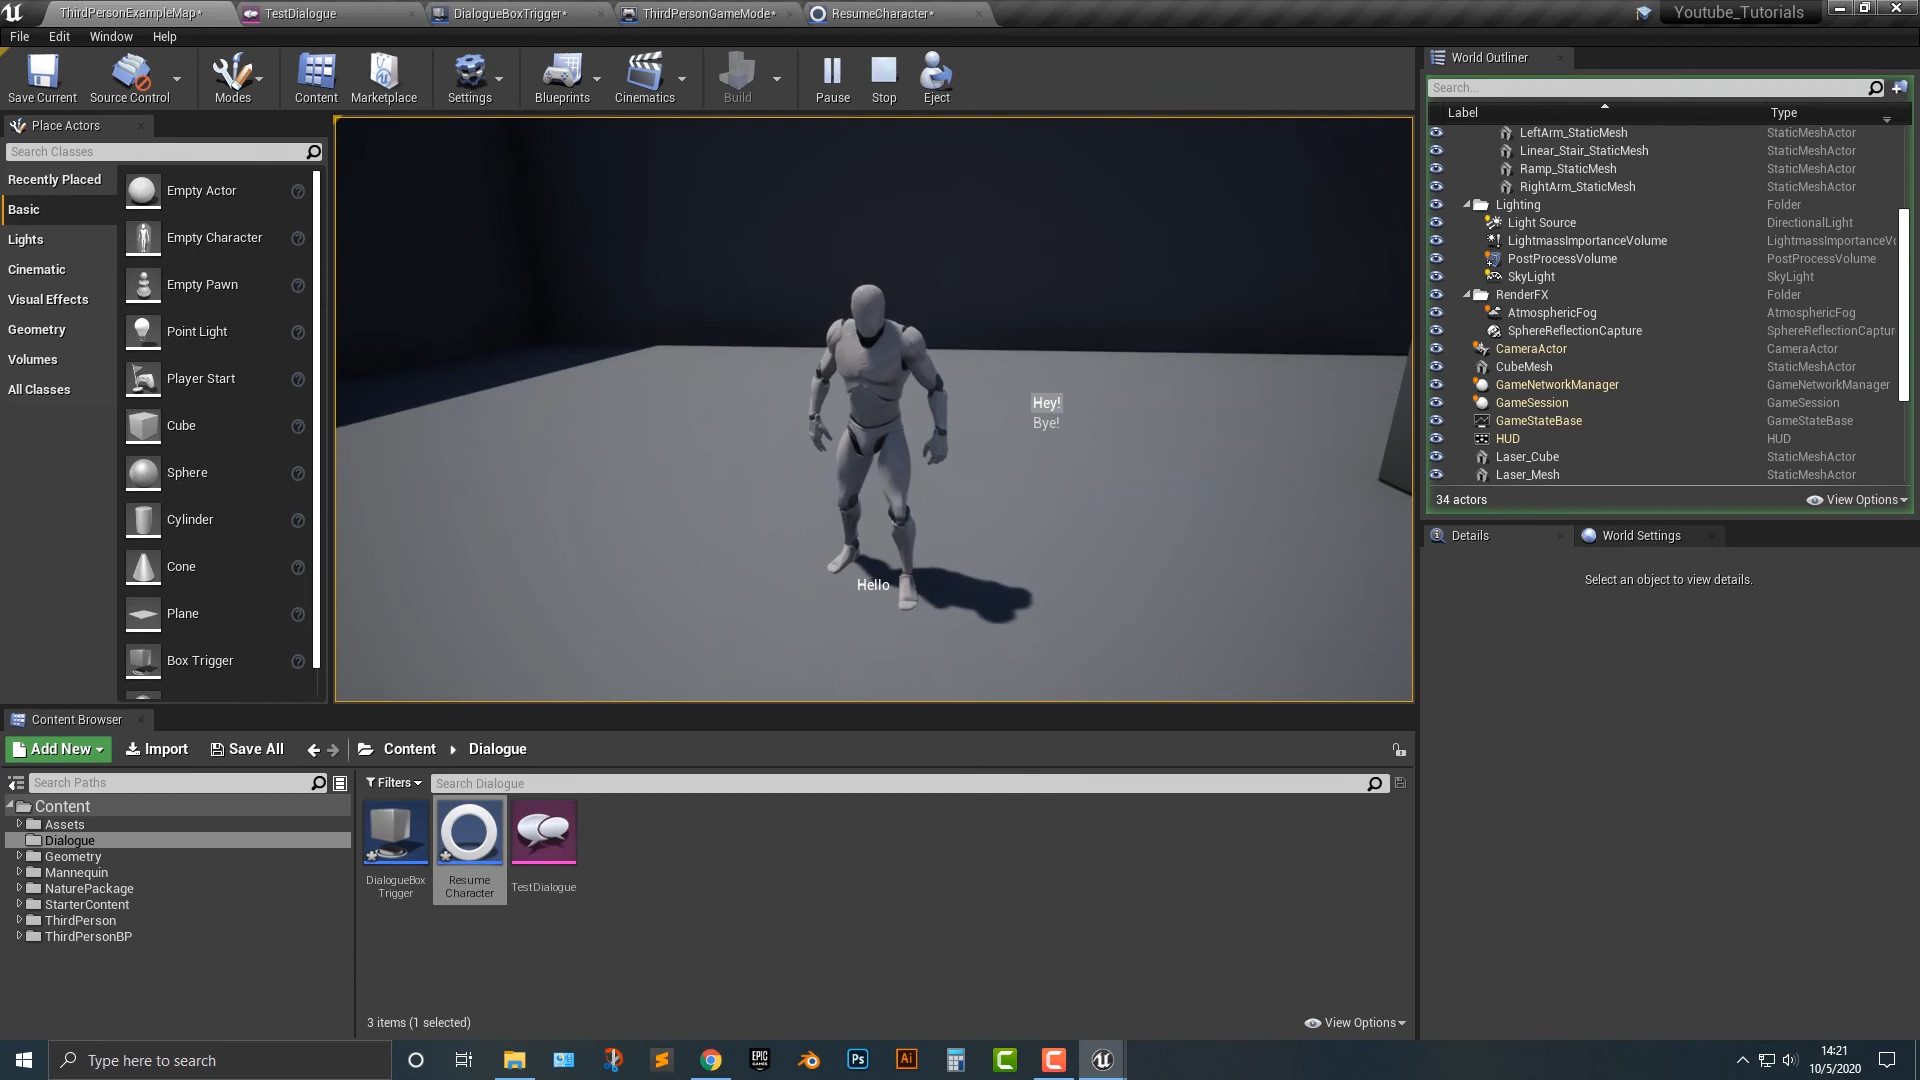 ThirdPersonExampleMap*
TestDialogue
DialogueBoxTrigger*
ThirdPersonGameMode*
ResumeCharacter*
Youtube_Tutorials
File Edit Window Help
Save Current
Source Control
Modes
Content
Marketplace
Settings
Blueprints
Cinematics
Build
Pause
Stop
Eject
Place Actors
Search Classes
Recently Placed
Basic
Lights
Cinematic
Visual Effects
Geometry
Volumes
All Classes
Empty Actor
Empty Character
Empty Pawn
Point Light
Player Start
Cube
Sphere
Cylinder
Cone
Plane
Box Trigger
Hey!
Bye!
Hello
World Outliner
Search...
Label Type
LeftArm_StaticMesh StaticMeshActor
Linear_Stair_StaticMesh StaticMeshActor
Ramp_StaticMesh StaticMeshActor
RightArm_StaticMesh StaticMeshActor
Lighting Folder
Light Source DirectionalLight
LightmassImportanceVolume LightmassImportanceVo
PostProcessVolume PostProcessVolume
SkyLight SkyLight
RenderFX Folder
AtmosphericFog AtmosphericFog
SphereReflectionCapture SphereReflectionCaptur
CameraActor CameraActor
CubeMesh StaticMeshActor
GameNetworkManager GameNetworkManager
GameSession GameSession
GameStateBase GameStateBase
HUD HUD
Laser_Cube StaticMeshActor
Laser_Mesh StaticMeshActor
34 actors View Options
Details
World Settings
Select an object to view details.
Content Browser
Add New Import Save All Content Dialogue
Search Paths
Filters
Search Dialogue
Content
Assets
Dialogue
Geometry
Mannequin
NaturePackage
StarterContent
ThirdPerson
ThirdPersonBP
DialogueBox
Trigger
Resume
Character
TestDialogue
3 items (1 selected)
View Options
Type here to search
EPIC
GAMES
Ps
Ai
14:21
10/5/2020